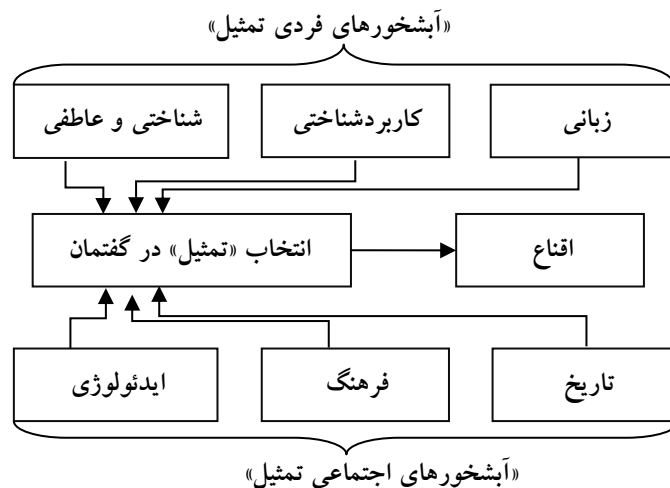 «آبشخورهای فردی تمثیل»
زبانی
کاربردشناختی
شناختی و عاطفی
انتخاب «تمثیل» در گفتمان
اقناع
تاریخ
فرهنگ
ایدئولوژی
«آبشخورهای اجتماعی تمثیل»